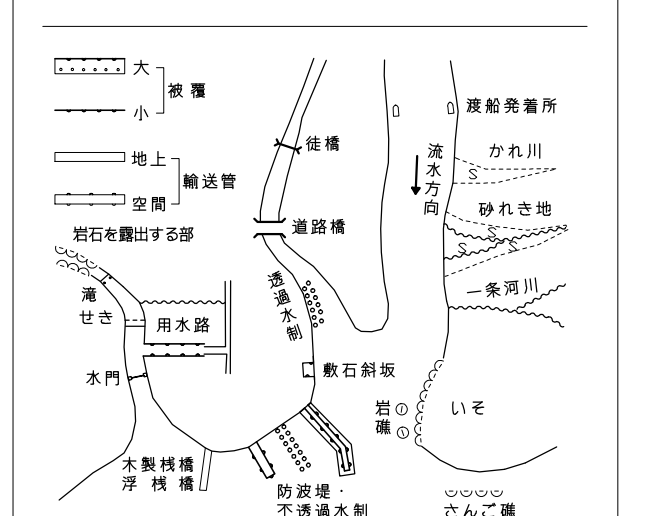 大
小
被覆
地上
空間
輸送管
岩石を露出する部
徒橋
道路橋
流水方向
渡船発着所
かれ川
砂れき地
一条河川
滝
せき
用水路
透過水制
水門
敷石斜坂
岩礁
いそ
木製桟橋
浮桟橋
防波堤・
不透過水制
さんご礁